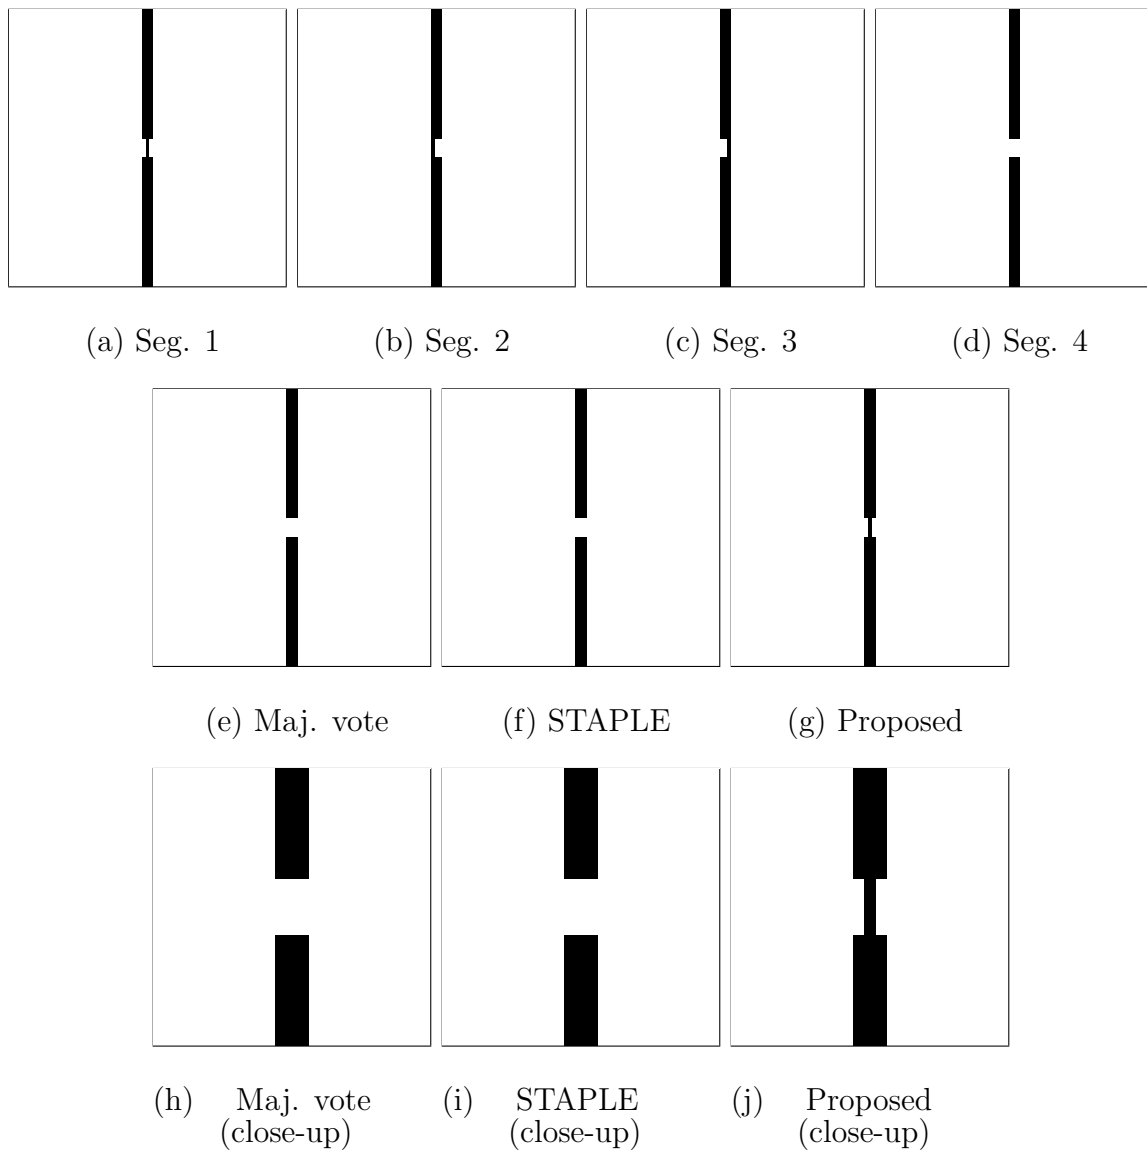 (a) Seg. 1
(b) Seg. 2
(c) Seg. 3
(d) Seg. 4
(e) Maj. vote
(f) STAPLE
(g) Proposed
(h) Maj. vote
(close-up)
(i) STAPLE
(close-up)
(j) Proposed
(close-up)